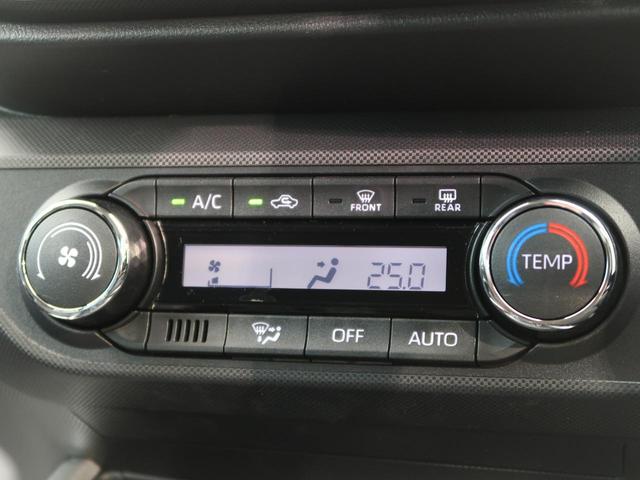 A/C
FRONT
REAR
25.0
TEMP
OFF
AUTO